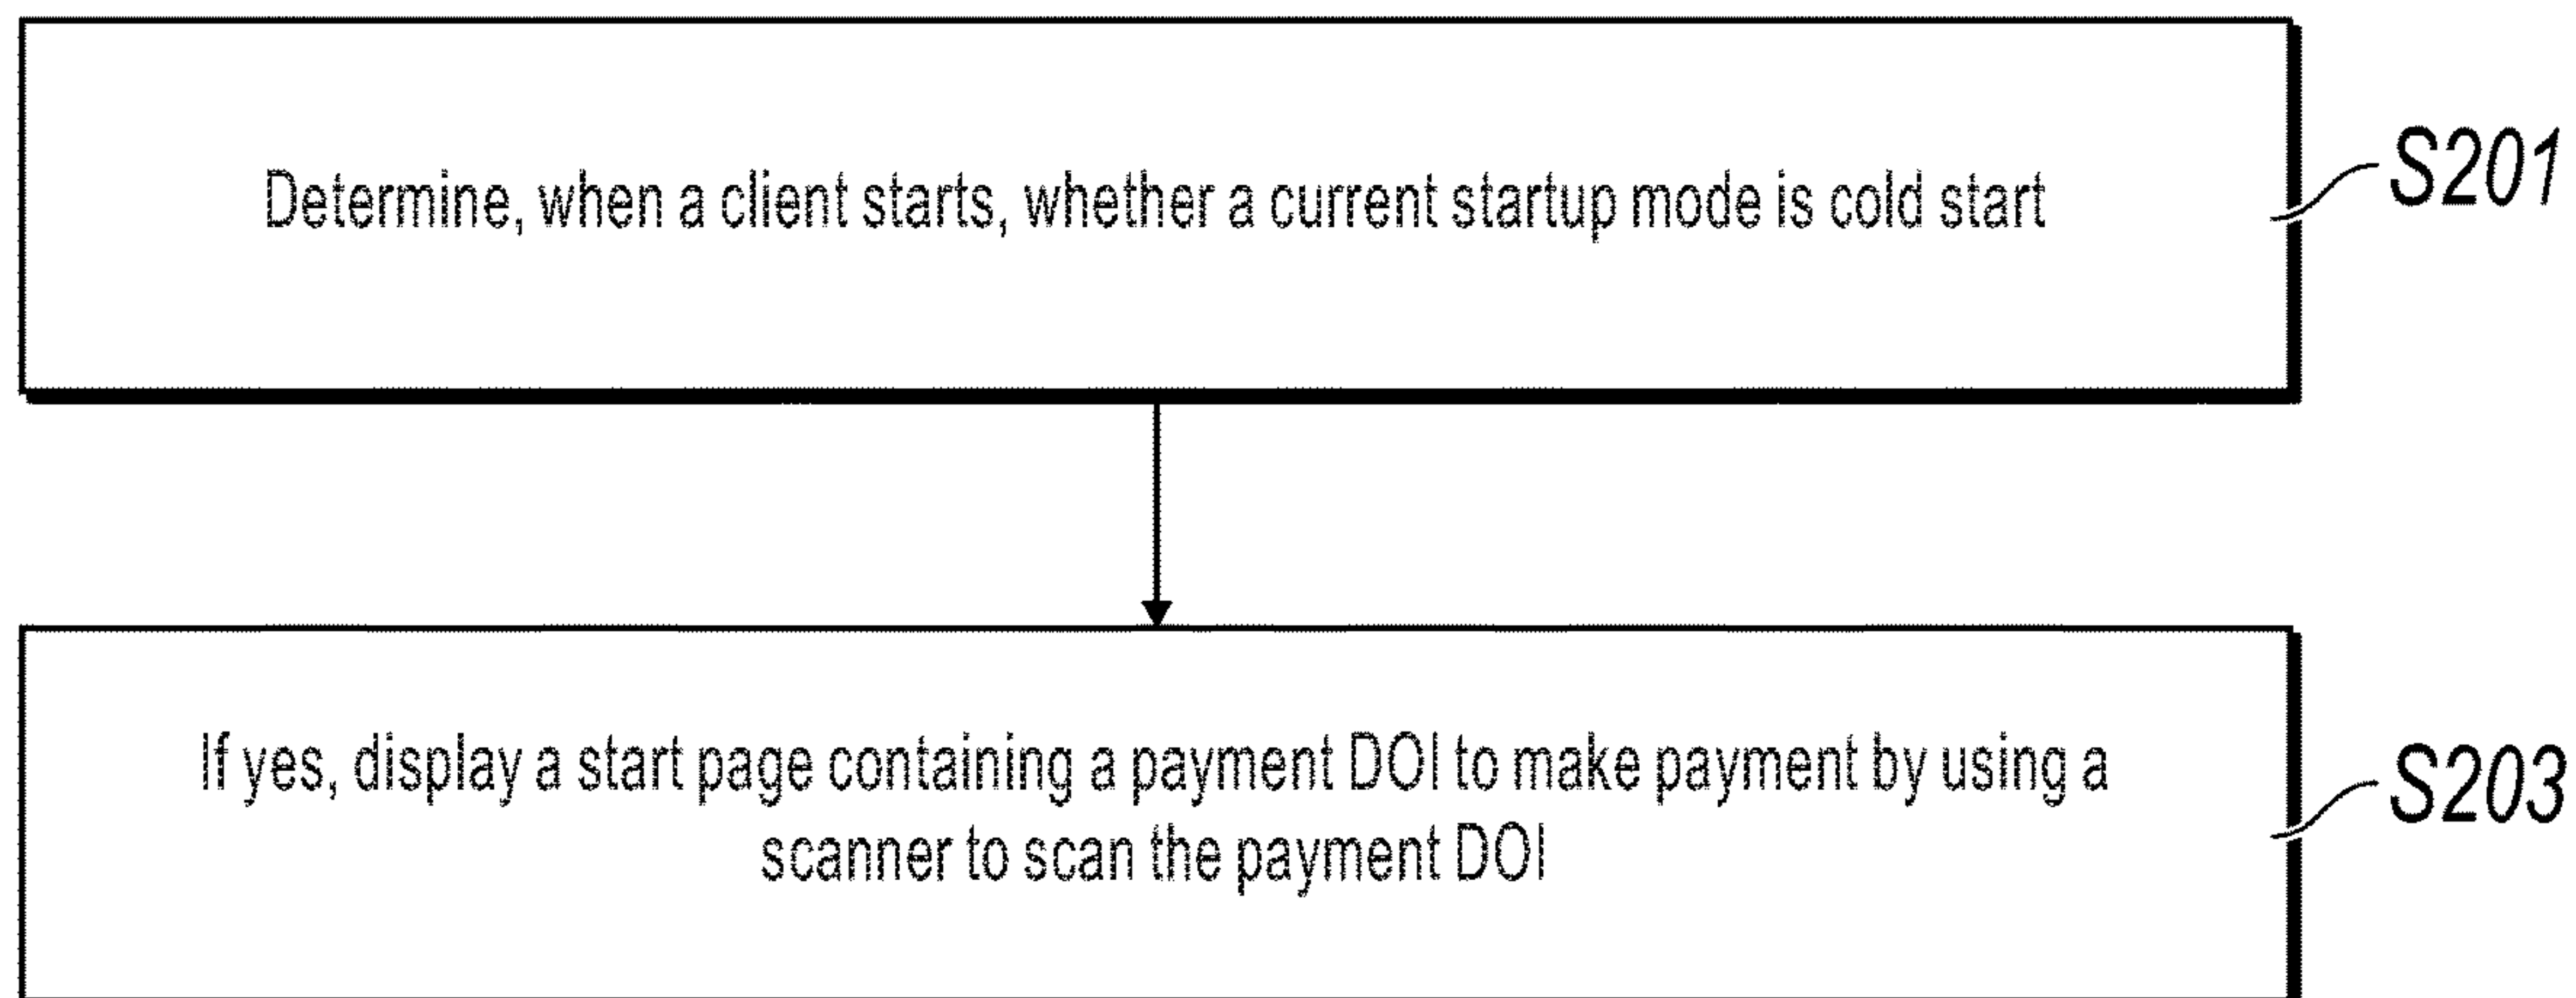 Determine, when a client starts, whether a current startup mode is cold start
S201
If yes, display a start page containing a payment DOI to make payment by using a
scanner to scan the payment DOI
S203